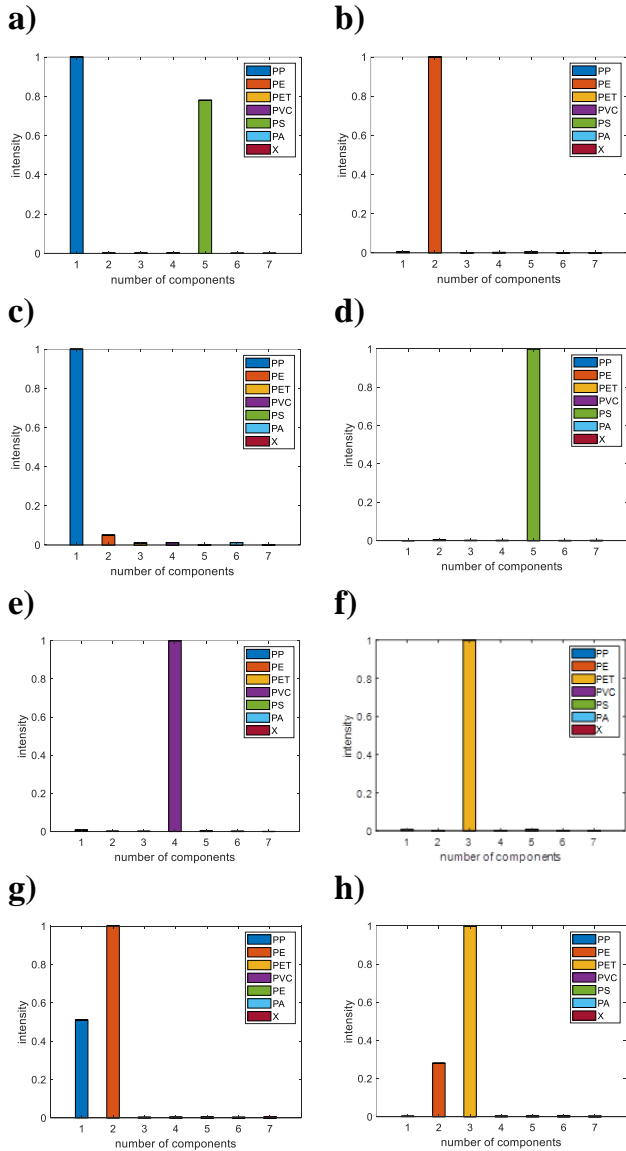 a)
1
0.8
0.6
0.4
0.2
0
intensity
PP
PE
PET
PVC
PS
PA
X
1 2 3 4 5 6 7
number of components
b)
1
0.8
0.6
0.4
0.2
0
intensity
PP
PE
PET
PVC
PS
PA
X
1 2 3 4 5 6 7
number of components
c)
1
0.8
0.6
0.4
0.2
0
intensity
PP
PE
PET
PVC
PS
PA
X
1 2 3 4 5 6 7
number of components
d)
1
0.8
0.6
0.4
0.2
0
intensity
PP
PE
PET
PVC
PS
PA
X
1 2 3 4 5 6 7
number of components
e)
1
0.8
0.6
0.4
0.2
0
intensity
PP
PE
PET
PVC
PS
PA
X
1 2 3 4 5 6 7
number of components
f)
1
0.8
0.6
0.4
0.2
0
intensity
PP
PE
PET
PVC
PS
PA
X
1 2 3 4 5 6 7
number of components
g)
1
0.8
0.6
0.4
0.2
0
intensity
PP
PE
PET
PVC
PE
PA
X
1 2 3 4 5 6 7
number of components
h)
1
0.8
0.6
0.4
0.2
0
intensity
PP
PE
PET
PVC
PS
PA
X
1 2 3 4 5 6 7
number of components